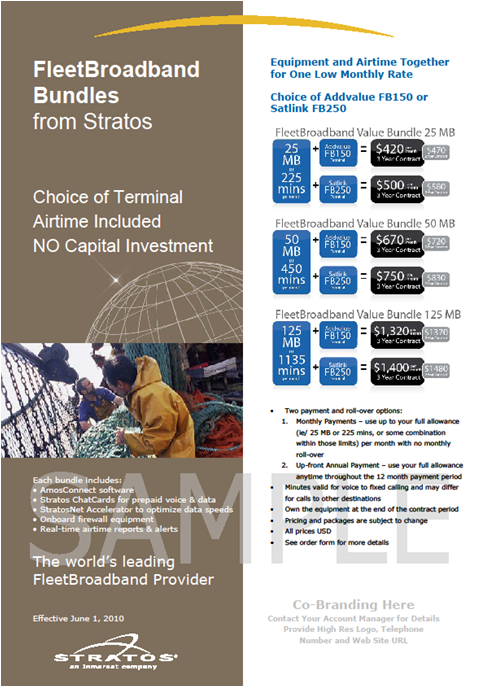 FleetBroadband
Bundles
from Stratos
Choice of Terminal
Airtime Included
NO Capital Investment
Each bundle includes:
• AmosConnect software
• Stratos ChatCards for prepaid voice & data
• StratosNet Accelerator to optimize data speeds
• Onboard firewall equipment
• Real-time airtime reports & alerts
The world's leading
FleetBroadband Provider
Effective June 1, 2010
STRATOS
an Inmarsat company
Equipment and Airtime Together
for One Low Monthly Rate
Choice of Addvalue FB150 or
Satlink FB250
FleetBroadband Value Bundle 25 MB
25 MB or 225 mins
+ Addvalue FB150 Terminal = $420 3 Year Contract $470
+ Satlink FB250 Terminal = $500 3 Year Contract $580
FleetBroadband Value Bundle 50 MB
50 MB or 450 mins
+ Addvalue FB150 Terminal = $670 3 Year Contract $720
+ Satlink FB250 Terminal = $750 3 Year Contract $830
FleetBroadband Value Bundle 125 MB
125 MB or 1135 mins
+ Addvalue FB150 Terminal = $1,320 3 Year Contract $1370
+ Satlink FB250 Terminal = $1,400 3 Year Contract $1480
• Two payment and roll-over options:
1. Monthly Payments – use up to your full allowance
(ie/ 25 MB or 225 mins, or some combination
within those limits) per month with no monthly
roll-over
2. Up-front Annual Payment – use your full allowance
anytime throughout the 12 month payment period
• Minutes valid for voice to fixed calling and may differ
for calls to other destinations
• Own the equipment at the end of the contract period
• Pricing and packages are subject to change
• All prices USD
• See order form for more details
SAMPLE
Co-Branding Here
Contact Your Account Manager for Details
Provide High Res Logo, Telephone
Number and Web Site URL